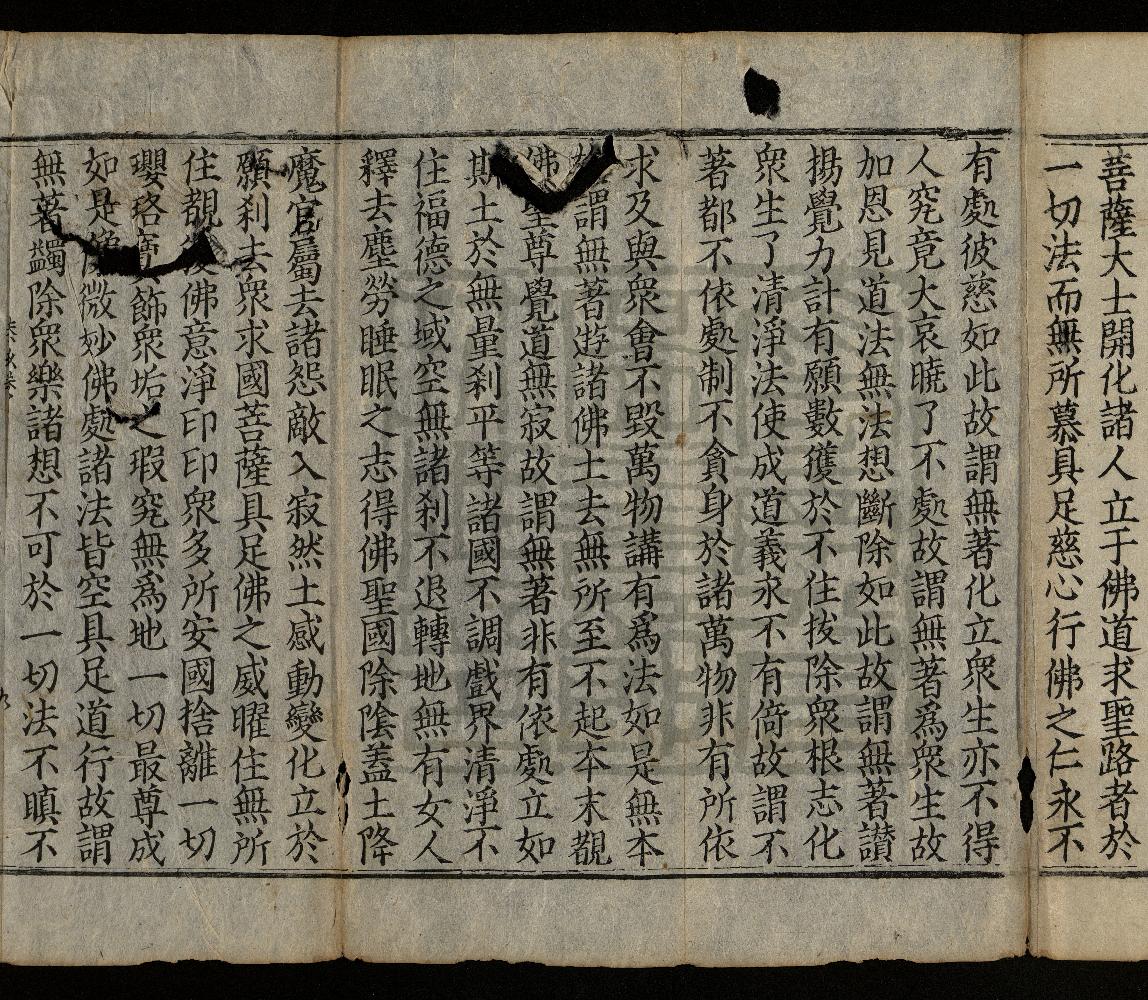 菩薩大士開化諸人立于佛道求聖路者於
一切法而無所慕具足慈心行佛之仁永不
有處彼慈如此故謂無著化立衆生亦不得
人究竟大哀曉了不處故謂無著爲衆生故
加恩見道法無法想斷除如此故謂無著讃
揚覺力計有願數獲於不住拔除衆根志化
衆生了清淨法使成道義永不有倚故謂不
著都不依處制不貪身於諸萬物非有所依
求及與衆會不毀萬物講有爲法如是無本
謂無著遊諸佛土去無所至不起本末覩
佛聖尊覺道無寂故謂無著非有依處立如
斯土於無量刹平等諸國不調戲界清淨不
住福德之域空無諸刹不退轉地無有女人
釋去塵勞睡眠之志得佛聖國除陰蓋土降
魔官屬去諸怨敵入寂然土感動變化立於
願刹去衆求國菩薩具足佛之威曜住無所
住覩佛意淨印印衆多所安國捨離一切
瓔珞寶飾衆垢之瑕究無爲地一切最尊成
如是像微妙佛處諸法皆空具足道行故謂
無著蠲除衆樂諸想不可於一切法不瞋不